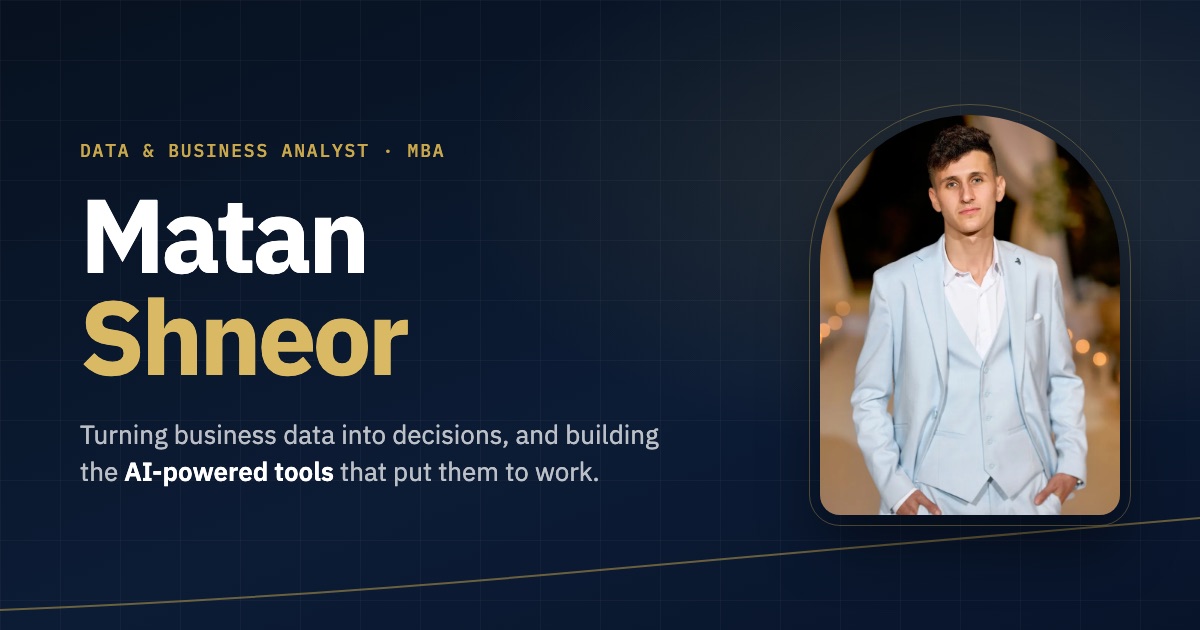 DATA & BUSINESS ANALYST · MBA
Matan
Shneor
Turning business data into decisions, and building
the AI-powered tools that put them to work.